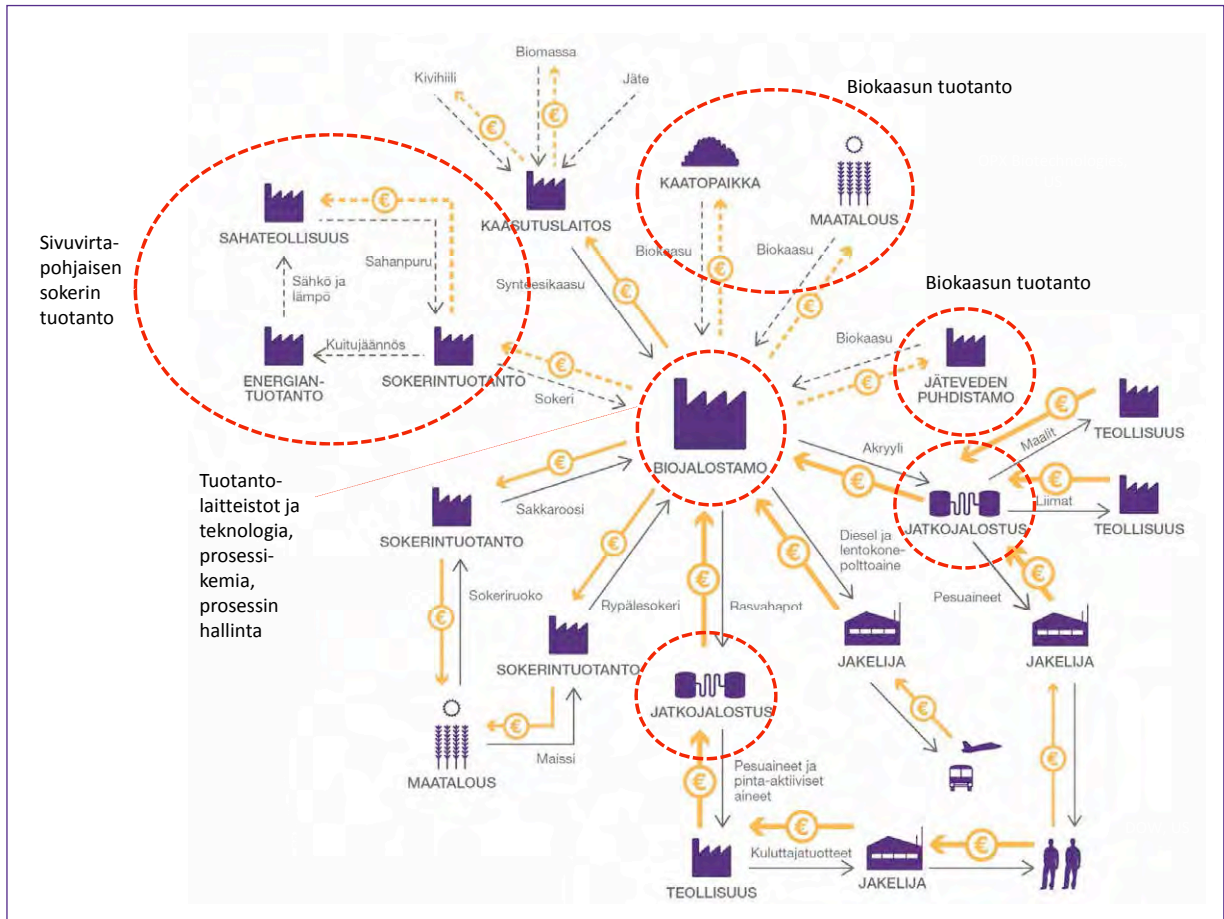 Biomassa
Kivihiili
Jäte
Biokaasun tuotanto
€
€
KAATOPAIKKA
MAATALOUS
KAASUTUSLAITOS
€
SAHATEOLLISUUS
Sivuvirta-
pohjaisen
sokerin
tuotanto
Sahanpuru
Sähkö ja
lämpö
Synteesikaasu
€
Biokaasu
€
Biokaasu
€
Biokaasun tuotanto
Kuitujäännös
ENERGIAN-
TUOTANTO
SOKERINTUOTANTO
€
Sokeri
Biokaasu
€
JÄTEVEDEN
PUHDISTAMO
€
Maalit
TEOLLISUUS
BIOJALOSTAMO
Akryyli
€
€
Liimat
TEOLLISUUS
JATKOJALOSTUS
Tuotanto-
laitteistot ja
teknologia,
prosessi-
kemia,
prosessin
hallinta
€
Sakkaroosi
SOKERINTUOTANTO
€
Sokeriruoko
€
Rypälesokeri
SOKERINTUOTANTO
€
Maissi
MAATALOUS
€
Rasvahapot
JATKOJALOSTUS
€
Diesel ja
lentokone-
polttoaine
JAKELIJA
€
€
Pesuaineet
JAKELIJA
€
€
Pesuaineet ja
pinta-aktiiviset
aineet
TEOLLISUUS
€
Kuluttajatuotteet
JAKELIJA
€